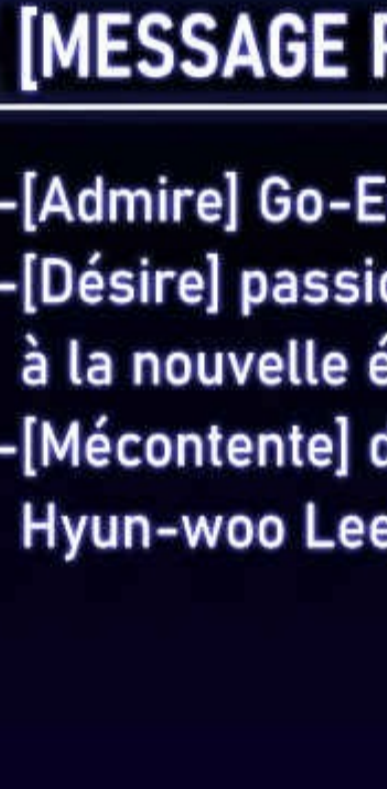 [MESSAGE
-[Admire] Go-E
-[Désire] passi
à la nouvelle é
-[Mécontente] d
Hyun-woo Lee